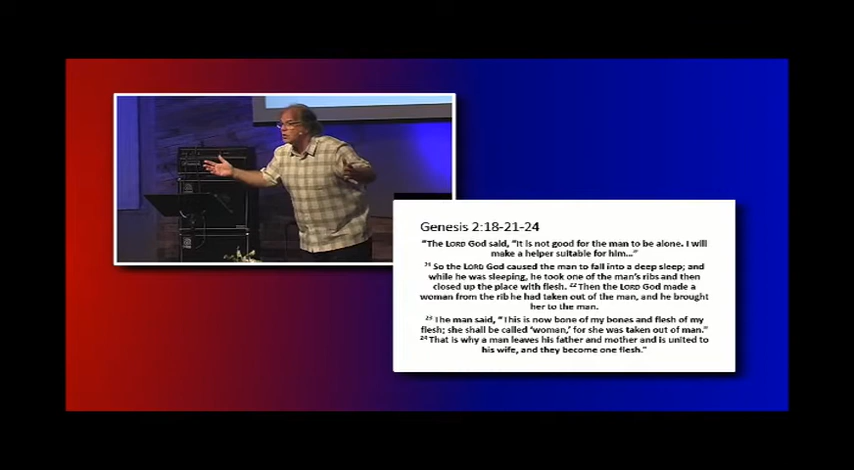 Genesis 2:18-21-24
“The LORD God said, “It is not good for the man to be alone. I will
make a helper suitable for him…”
21 So the LORD God caused the man to fall into a deep sleep; and
while he was sleeping, he took one of the man’s ribs and then
closed up the place with flesh. 22 Then the LORD God made a
woman from the rib he had taken out of the man, and he brought
her to the man.
23 The man said, “This is now bone of my bones and flesh of my
flesh; she shall be called ‘woman,’ for she was taken out of man.”
24 That is why a man leaves his father and mother and is united to
his wife, and they become one flesh.”